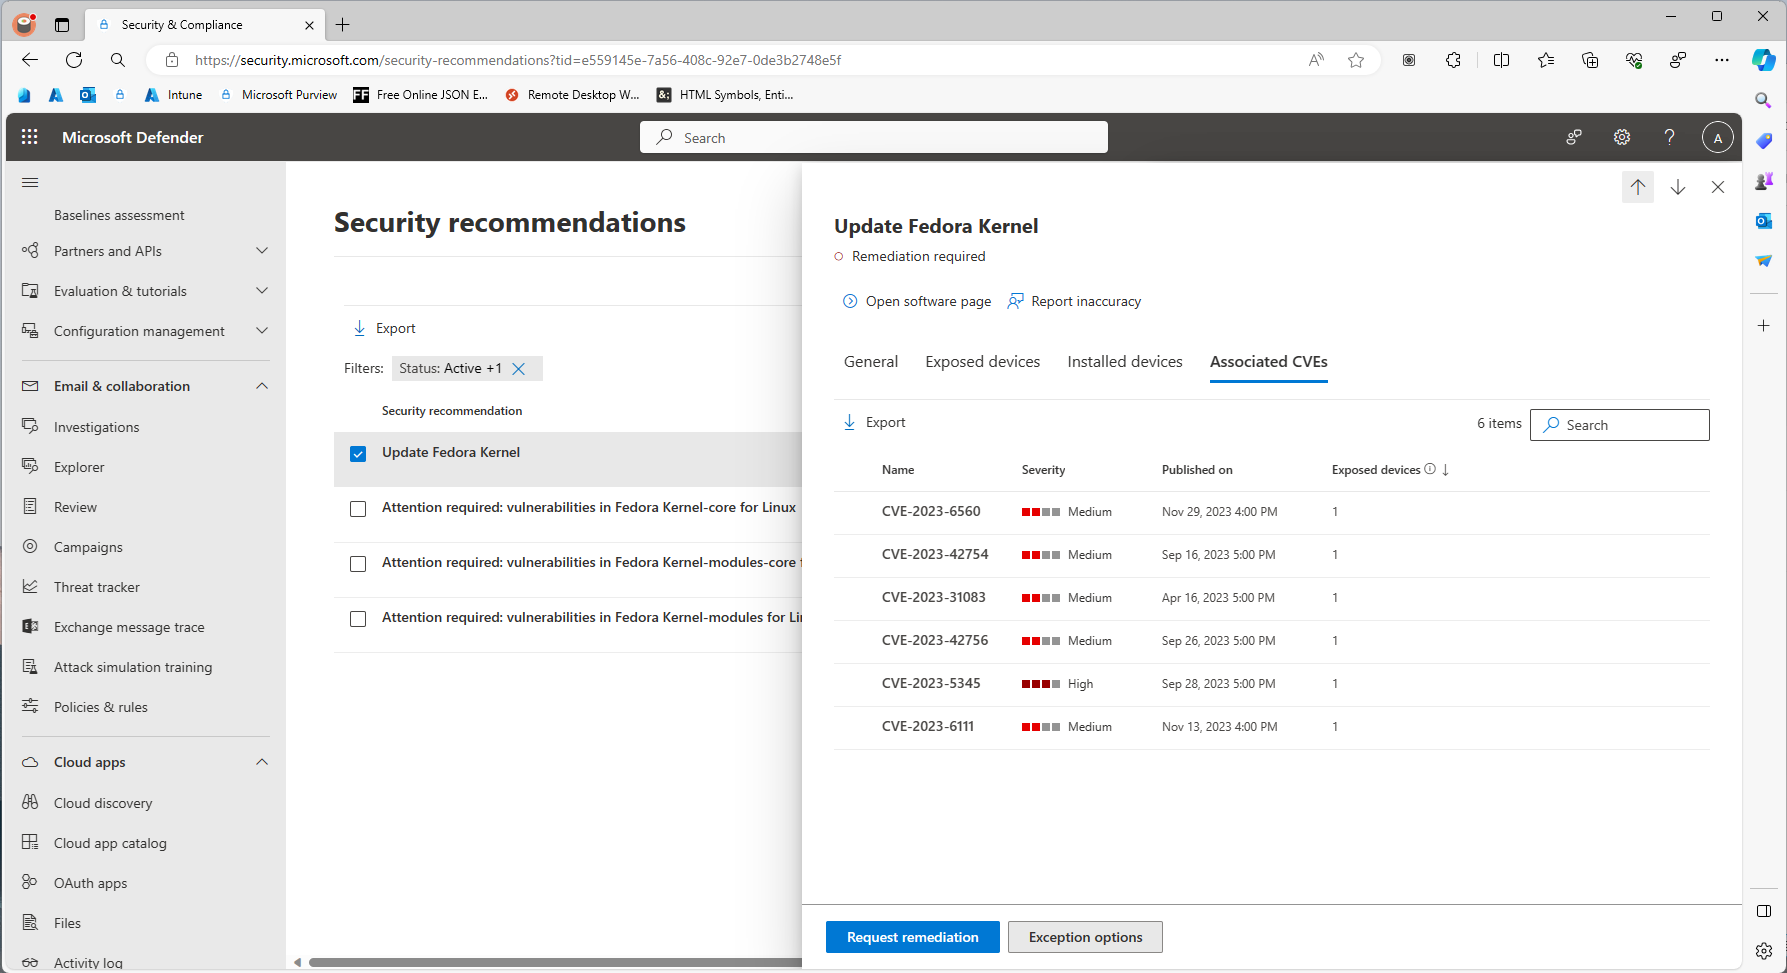 Security & Compliance
https://security.microsoft.com/security-recommendations?tid=e559145e-7a56-408c-92e7-0de3b2748e5f
Intune
Microsoft Purview
FF Free Online JSON E...
Remote Desktop W...
&; HTML Symbols, Enti...
Microsoft Defender
Search
A
Baselines assessment
Partners and APIs
Evaluation & tutorials
Configuration management
Email & collaboration
Investigations
Explorer
Review
Campaigns
Threat tracker
Exchange message trace
Attack simulation training
Policies & rules
Cloud apps
Cloud discovery
Cloud app catalog
OAuth apps
Files
Activity log
Security recommendations
Export
Filters: Status: Active +1
Security recommendation
Update Fedora Kernel
Attention required: vulnerabilities in Fedora Kernel-core for Linux
Attention required: vulnerabilities in Fedora Kernel-modules-core
Attention required: vulnerabilities in Fedora Kernel-modules for
Update Fedora Kernel
Remediation required
Open software page Report inaccuracy
General Exposed devices Installed devices Associated CVEs
Export 6 items Search
Name Severity Published on Exposed devices
CVE-2023-6560 Medium Nov 29, 2023 4:00 PM 1
CVE-2023-42754 Medium Sep 16, 2023 5:00 PM 1
CVE-2023-31083 Medium Apr 16, 2023 5:00 PM 1
CVE-2023-42756 Medium Sep 26, 2023 5:00 PM 1
CVE-2023-5345 High Sep 28, 2023 5:00 PM 1
CVE-2023-6111 Medium Nov 13, 2023 4:00 PM 1
Request remediation Exception options